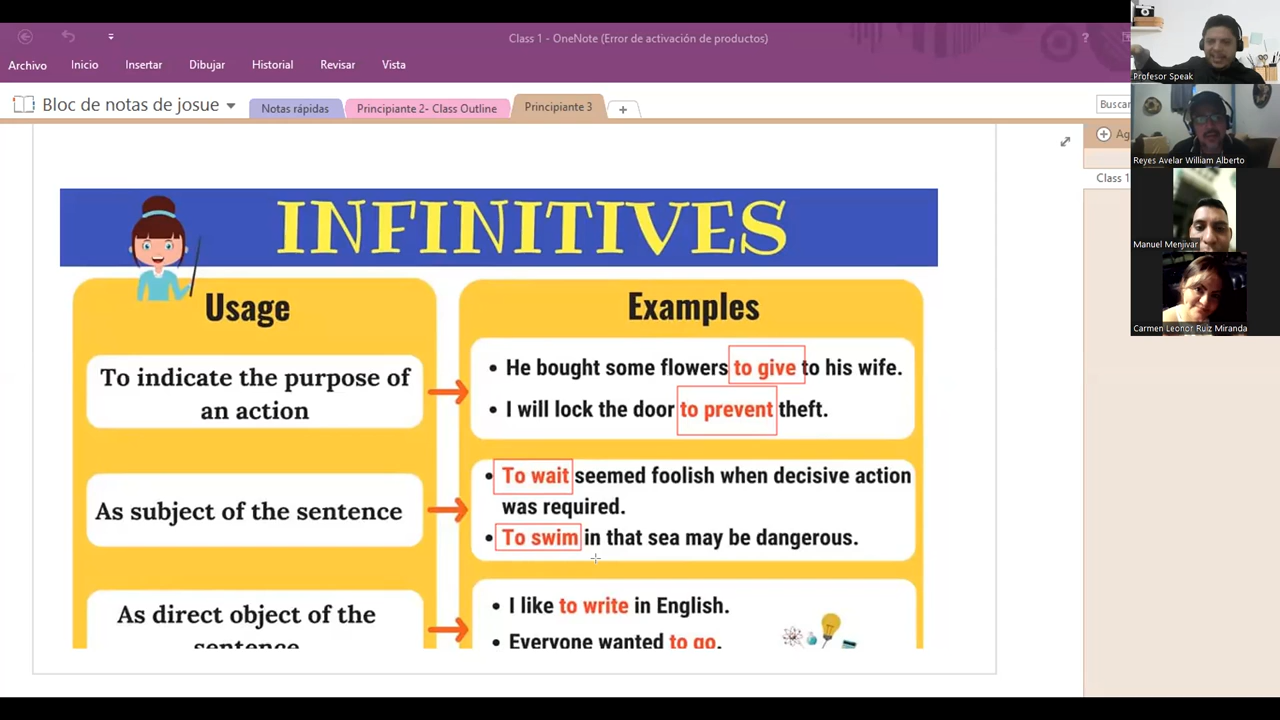 Class 1 - OneNote (Error de activación de productos)
?
Archivo Inicio Insertar Dibujar Historial Revisar Vista
Bloc de notas de josue
Notas rápidas
Principiante 2- Class Outline
Principiante 3
+
Buscar
Class 1
Profesor Speak
Reyes Avelar William Alberto
Manuel Menjivar
Carmen Leonor Ruiz Miranda
INFINITIVES
Usage
To indicate the purpose of
an action
As subject of the sentence
As direct object of the
sentence
Examples
• He bought some flowers to give to his wife.
• I will lock the door to prevent theft.
• To wait seemed foolish when decisive action
was required.
• To swim in that sea may be dangerous.
• I like to write in English.
• Everyone wanted to go.